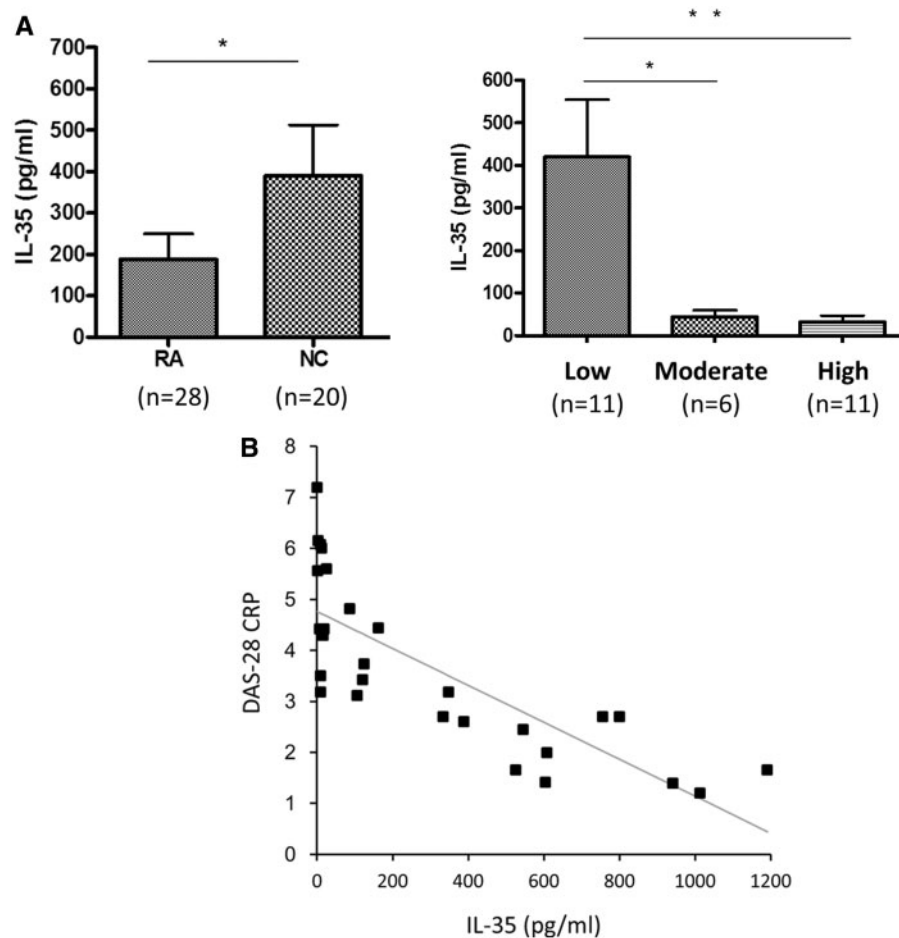 A
700
600
500
400
300
200
100
0
IL-35 (pg/ml)
*
RA
NC
(n=28)
(n=20)
* *
*
600
500
400
300
200
100
0
IL-35 (pg/ml)
Low
Moderate
High
(n=11)
(n=6)
(n=11)
B
8
7
6
5
4
3
2
1
0
DAS-28 CRP
0 200 400 600 800 1000 1200
IL-35 (pg/ml)